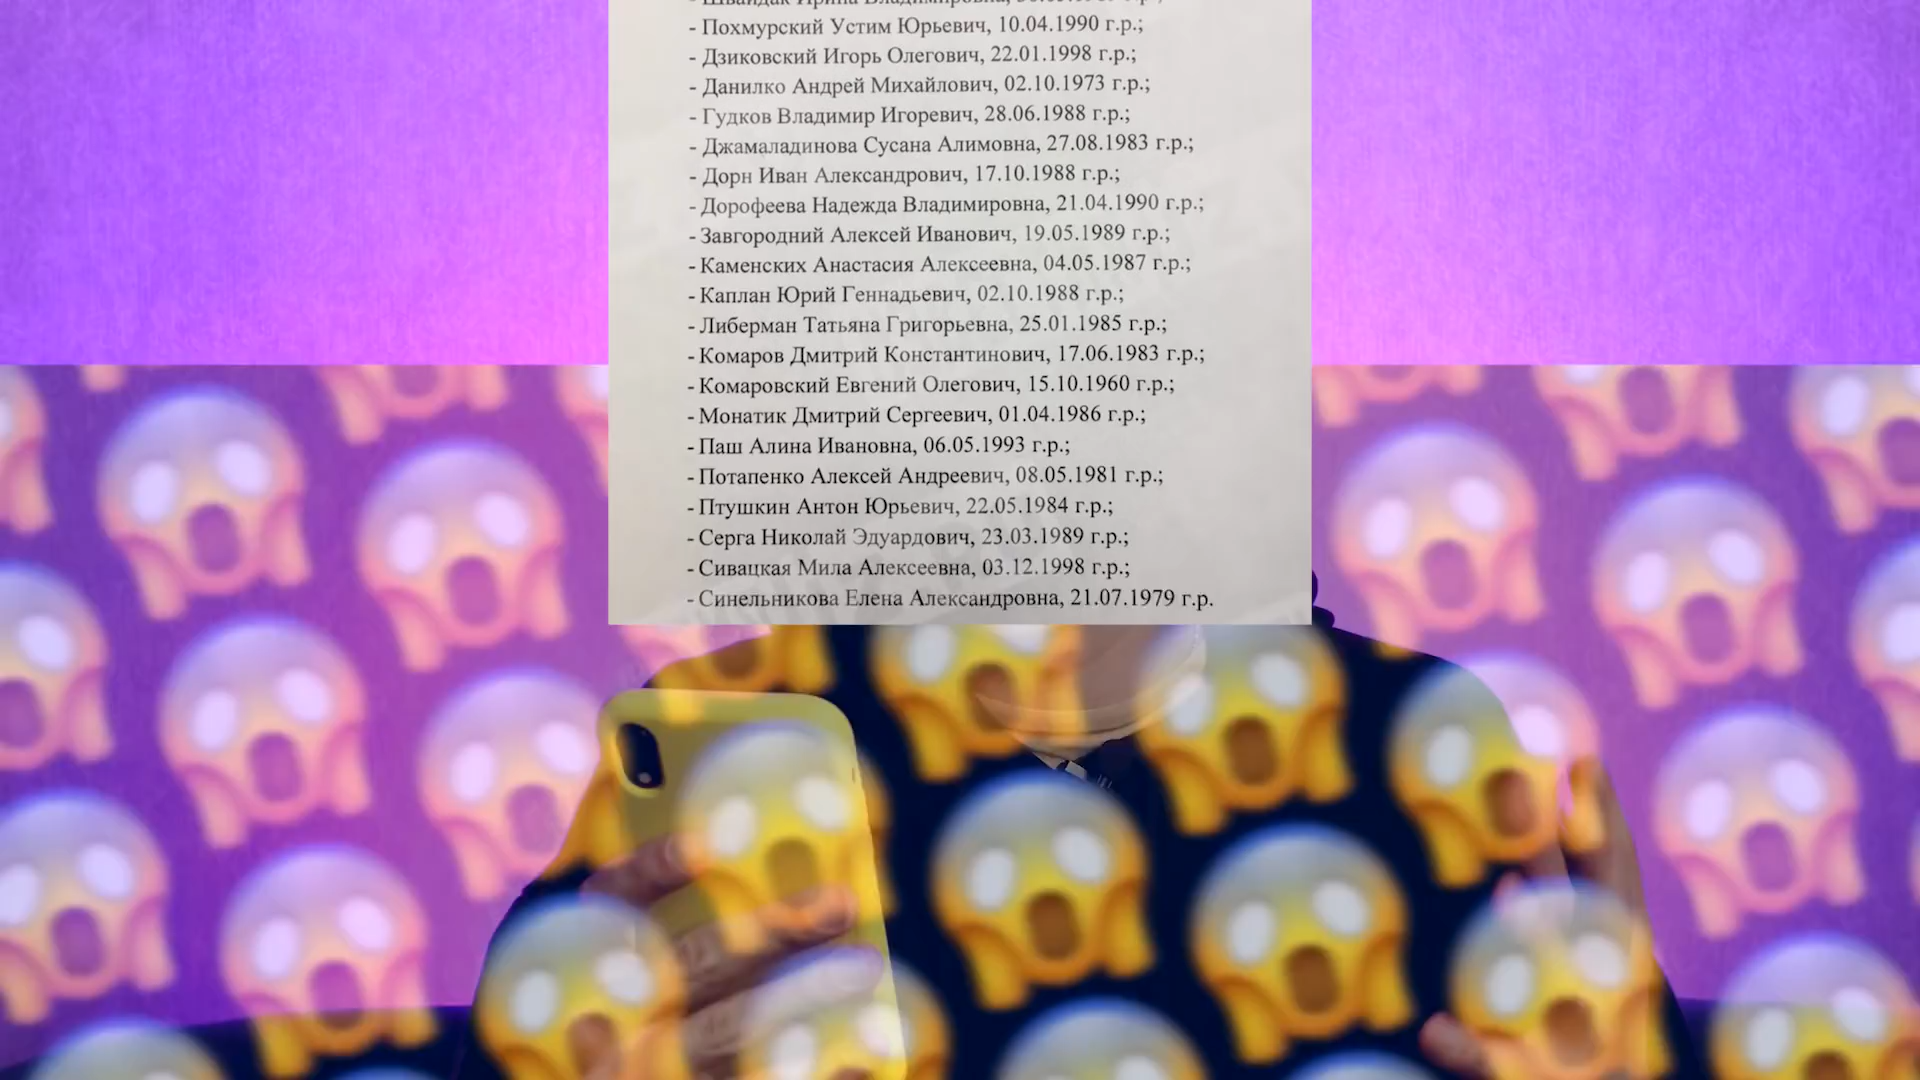 - Швайдак Ирина Владимировна,
- Похмурский Устим Юрьевич, 10.04.1990 г.р.;
- Дзиковский Игорь Олегович, 22.01.1998 г.р.;
- Данилко Андрей Михайлович, 02.10.1973 г.р.;
- Гудков Владимир Игоревич, 28.06.1988 г.р.;
- Джамаладинова Сусана Алимовна, 27.08.1983 г.р.;
- Дорн Иван Александрович, 17.10.1988 г.р.;
- Дорофеева Надежда Владимировна, 21.04.1990 г.р.;
- Завгородний Алексей Иванович, 19.05.1989 г.р.;
- Каменских Анастасия Алексеевна, 04.05.1987 г.р.;
- Каплан Юрий Геннадьевич, 02.10.1988 г.р.;
- Либерман Татьяна Григорьевна, 25.01.1985 г.р.;
- Комаров Дмитрий Константинович, 17.06.1983 г.р.;
- Комаровский Евгений Олегович, 15.10.1960 г.р.;
- Монатик Дмитрий Сергеевич, 01.04.1986 г.р.;
- Паш Алина Ивановна, 06.05.1993 г.р.;
- Потапенко Алексей Андреевич, 08.05.1981 г.р.;
- Птушкин Антон Юрьевич, 22.05.1984 г.р.;
- Серга Николай Эдуардович, 23.03.1989 г.р.;
- Сивацкая Мила Алексеевна, 03.12.1998 г.р.;
- Синельникова Елена Александровна, 21.07.1979 г.р.